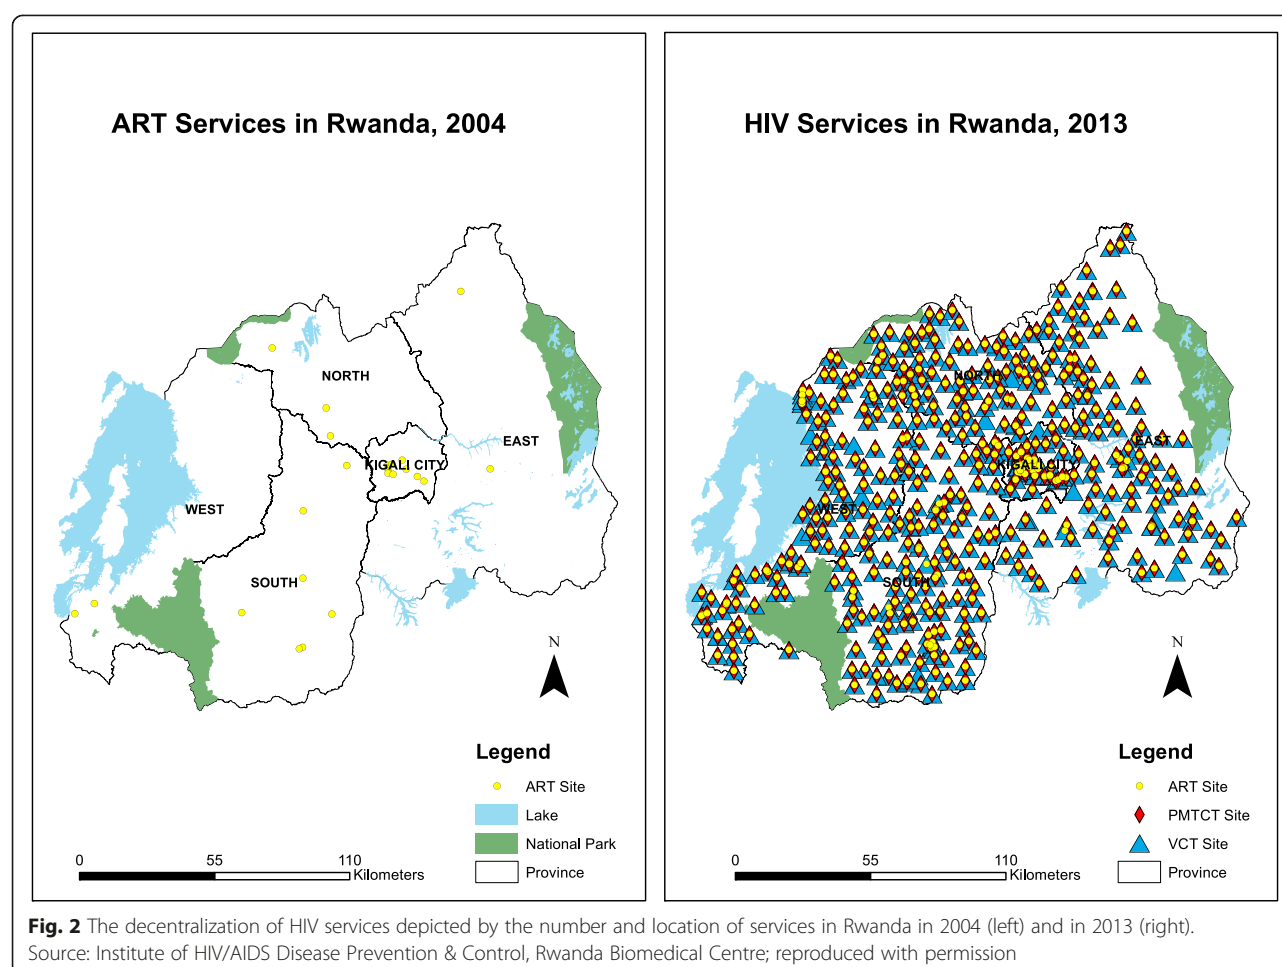 ART Services in Rwanda, 2004
NORTH
EAST
KIGALI CITY
WEST
SOUTH
N
Legend
ART Site
Lake
National Park
Province
0 55 110
Kilometers
HIV Services in Rwanda, 2013
NORTH
EAST
KIGALI CITY
WEST
SOUTH
N
Legend
ART Site
PMTCT Site
VCT Site
Province
0 55 110
Kilometers
Fig. 2 The decentralization of HIV services depicted by the number and location of services in Rwanda in 2004 (left) and in 2013 (right).
Source: Institute of HIV/AIDS Disease Prevention & Control, Rwanda Biomedical Centre; reproduced with permission